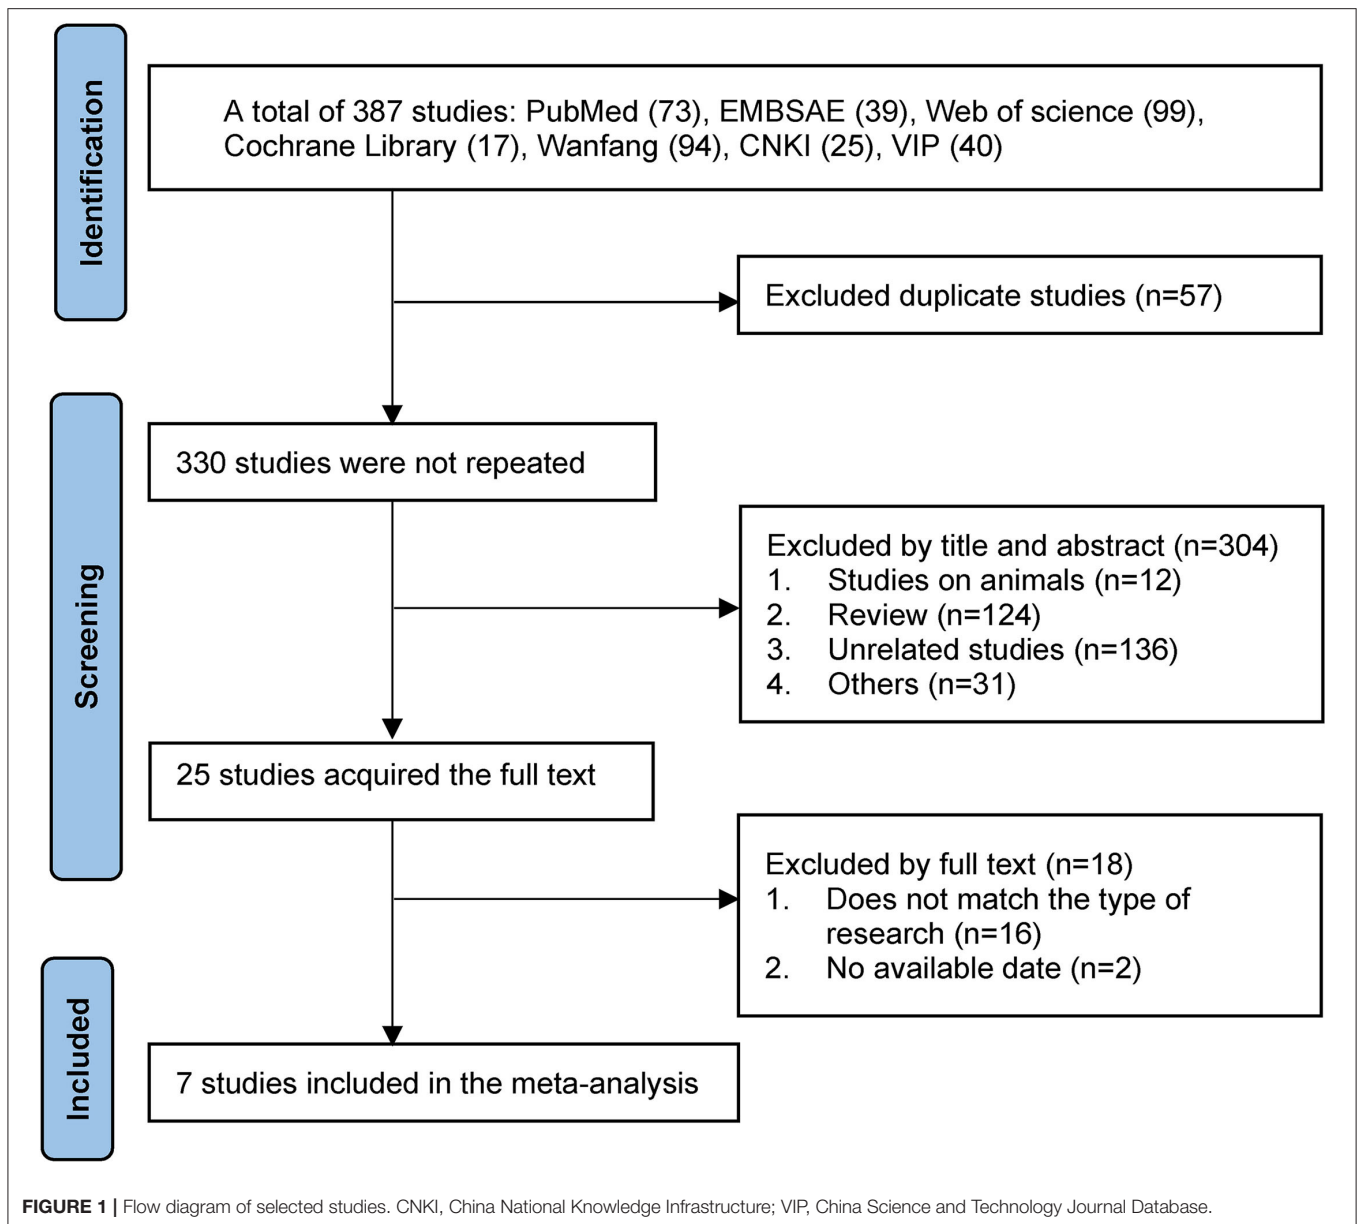 Identification
A total of 387 studies: PubMed (73), EMBSAE (39), Web of science (99),
Cochrane Library (17), Wanfang (94), CNKI (25), VIP (40)
Excluded duplicate studies (n=57)
Screening
330 studies were not repeated
Excluded by title and abstract (n=304)
1. Studies on animals (n=12)
2. Review (n=124)
3. Unrelated studies (n=136)
4. Others (n=31)
25 studies acquired the full text
Excluded by full text (n=18)
1. Does not match the type of
research (n=16)
2. No available date (n=2)
Included
7 studies included in the meta-analysis
FIGURE 1 | Flow diagram of selected studies. CNKI, China National Knowledge Infrastructure; VIP, China Science and Technology Journal Database.